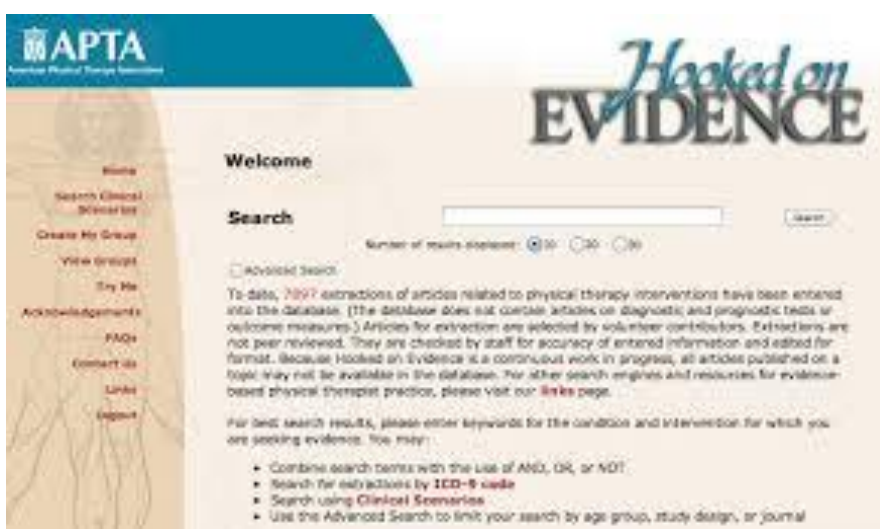 APTA
American Physical Therapy Association
Hooked on
EVIDENCE
Home
Search Clinical
Scenarios
Create My Group
View Groups
Try Me
Acknowledgements
FAQs
Contact Us
Links
Logout
Welcome
Search
Search
Number of results displayed:
Advanced Search
To date, 7097 extractions of articles related to physical therapy interventions have been entered
into the database. (The database does not contain articles on diagnostic and prognostic tests or
outcome measures.) Articles for extraction are selected by volunteer contributors. Extractions are
not peer reviewed. They are checked by staff for accuracy of entered information and edited for
format. Because Hooked on Evidence is a continuous work in progress, all articles published on a
topic may not be available in the database. For other search engines and resources for evidence-
based physical therapist practice, please visit our links page.
For best search results, please enter keywords for the condition and intervention for which you
are seeking evidence. You may:
• Combine search terms with the use of AND, OR, or NOT
• Search for extractions by ICD-9 code
• Search using Clinical Scenarios
• Use the Advanced Search to limit your search by age group, study design, or journal